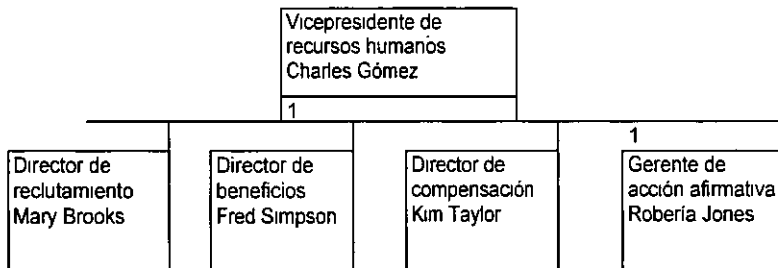 Vicepresidente de
recursos humanos
Charles Gómez
1
1
Director de
reclutamiento
Mary Brooks
Director de
beneficios
Fred Simpson
Director de
compensación
Kim Taylor
Gerente de
acción afirmativa
Robería Jones